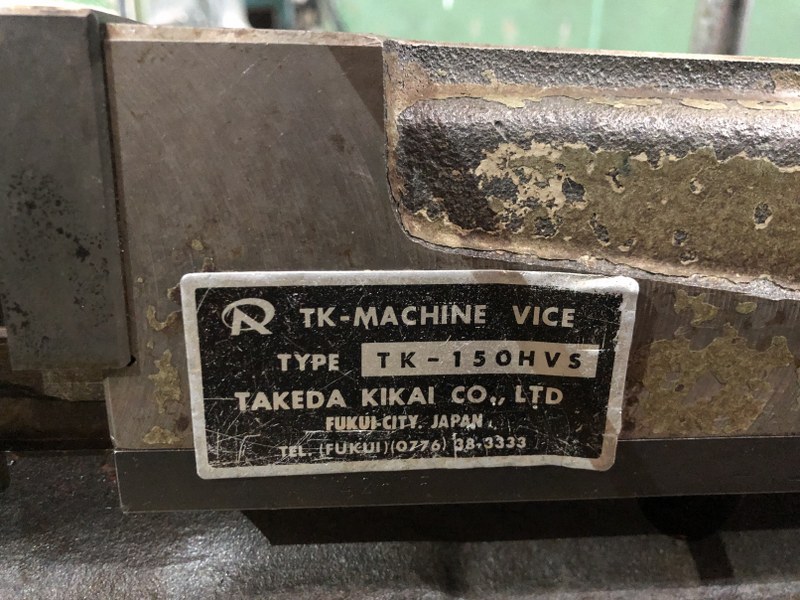 TK-MACHINE VICE
TYPE TK-150HVS
TAKEDA KIKAI CO., LTD
FUKUI-CITY, JAPAN.
TEL. (FUKUI)(0776) 38-3333